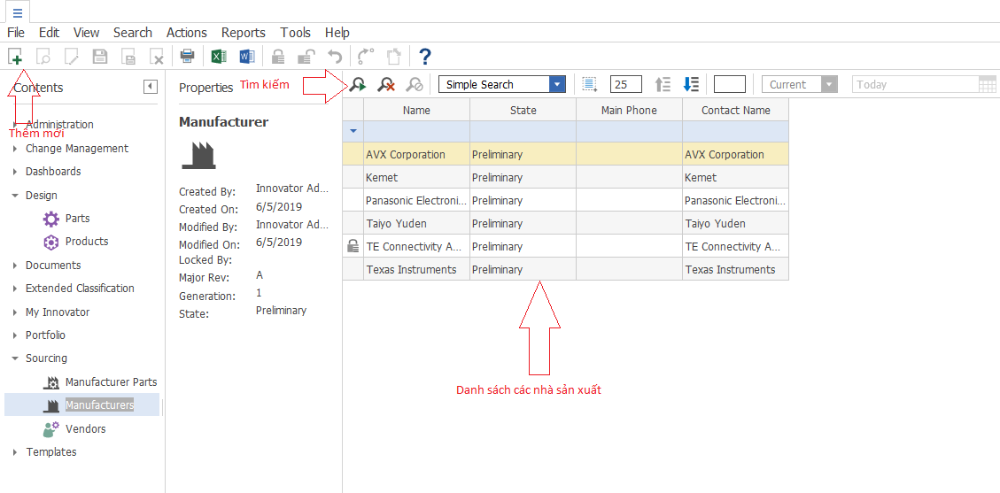 File Edit View Search Actions Reports Tools Help
Contents
Thêm mới
Administration
Change Management
Dashboards
Design
Parts
Products
Documents
Extended Classification
My Innovator
Portfolio
Sourcing
Manufacturer Parts
Manufacturers
Vendors
Templates
Properties
Tìm kiếm
Manufacturer
Created By: Innovator Ad...
Created On: 6/5/2019
Modified By: Innovator Ad...
Modified On: 6/5/2019
Locked By:
Major Rev: A
Generation: 1
State: Preliminary
Simple Search 25 Current Today
Name State Main Phone Contact Name
AVX Corporation Preliminary AVX Corporation
Kemet Preliminary Kemet
Panasonic Electroni... Preliminary Panasonic Electroni...
Taiyo Yuden Preliminary Taiyo Yuden
TE Connectivity A... Preliminary TE Connectivity A...
Texas Instruments Preliminary Texas Instruments
Danh sách các nhà sản xuất